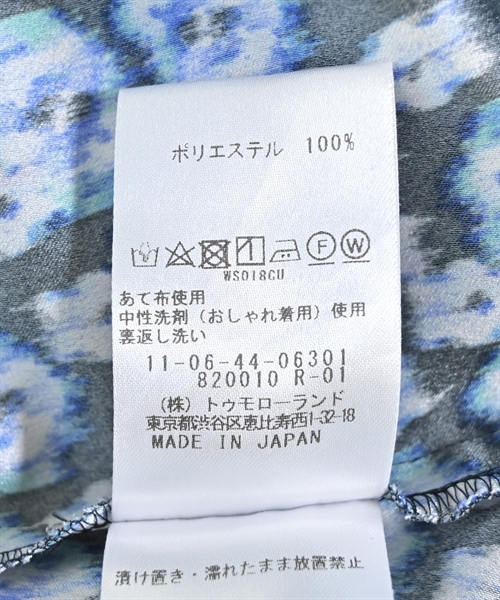 ポリエステル 100%
F W
WS018CU
あて布使用
中性洗剤（おしゃれ着用）使用
裏返し洗い
11-06-44-06301
820010 R-01
（株）トゥモローランド
東京都渋谷区恵比寿西1-32-18
MADE IN JAPAN
漬け置き・濡れたまま放置禁止